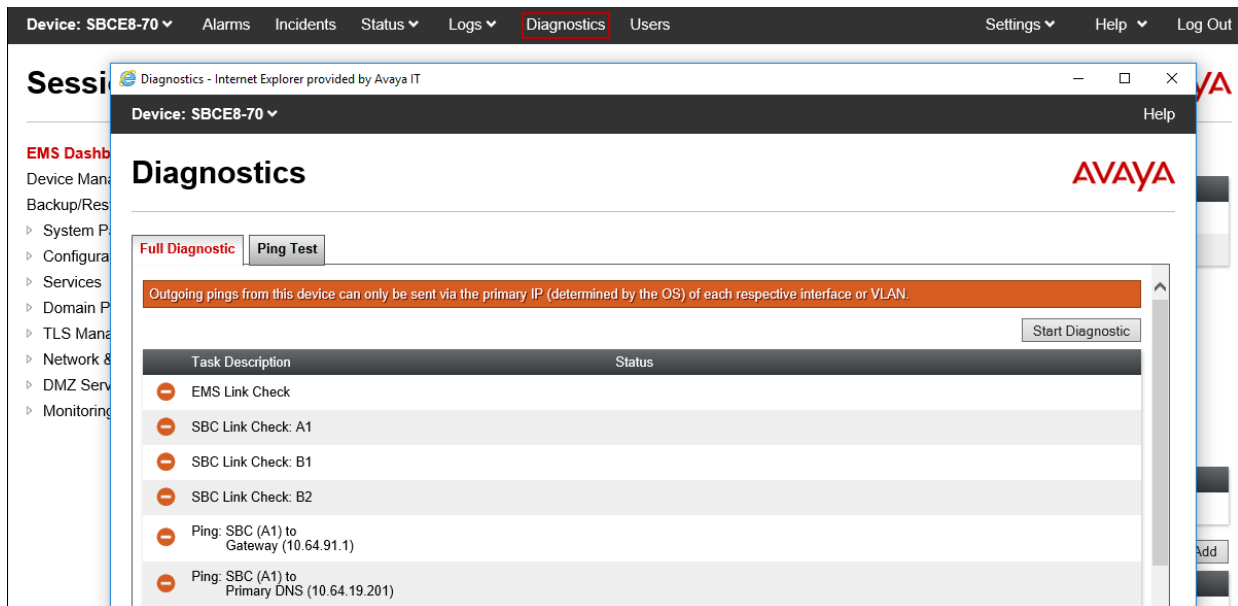 Device: SBCE8-70 Alarms Incidents Status Logs Diagnostics Users Settings Help Log Out
Diagnostics - Internet Explorer provided by Avaya IT
Device: SBCE8-70 Help
Diagnostics AVAYA
Full Diagnostic Ping Test
Outgoing pings from this device can only be sent via the primary IP (determined by the OS) of each respective interface or VLAN.
Start Diagnostic
Task Description Status
EMS Link Check
SBC Link Check: A1
SBC Link Check: B1
SBC Link Check: B2
Ping: SBC (A1) to
Gateway (10.64.91.1)
Ping: SBC (A1) to
Primary DNS (10.64.19.201)
Sessi
EMS Dashb
Device Mana
Backup/Res
System P
Configura
Services
Domain P
TLS Mana
Network &
DMZ Serv
Monitoring
Add